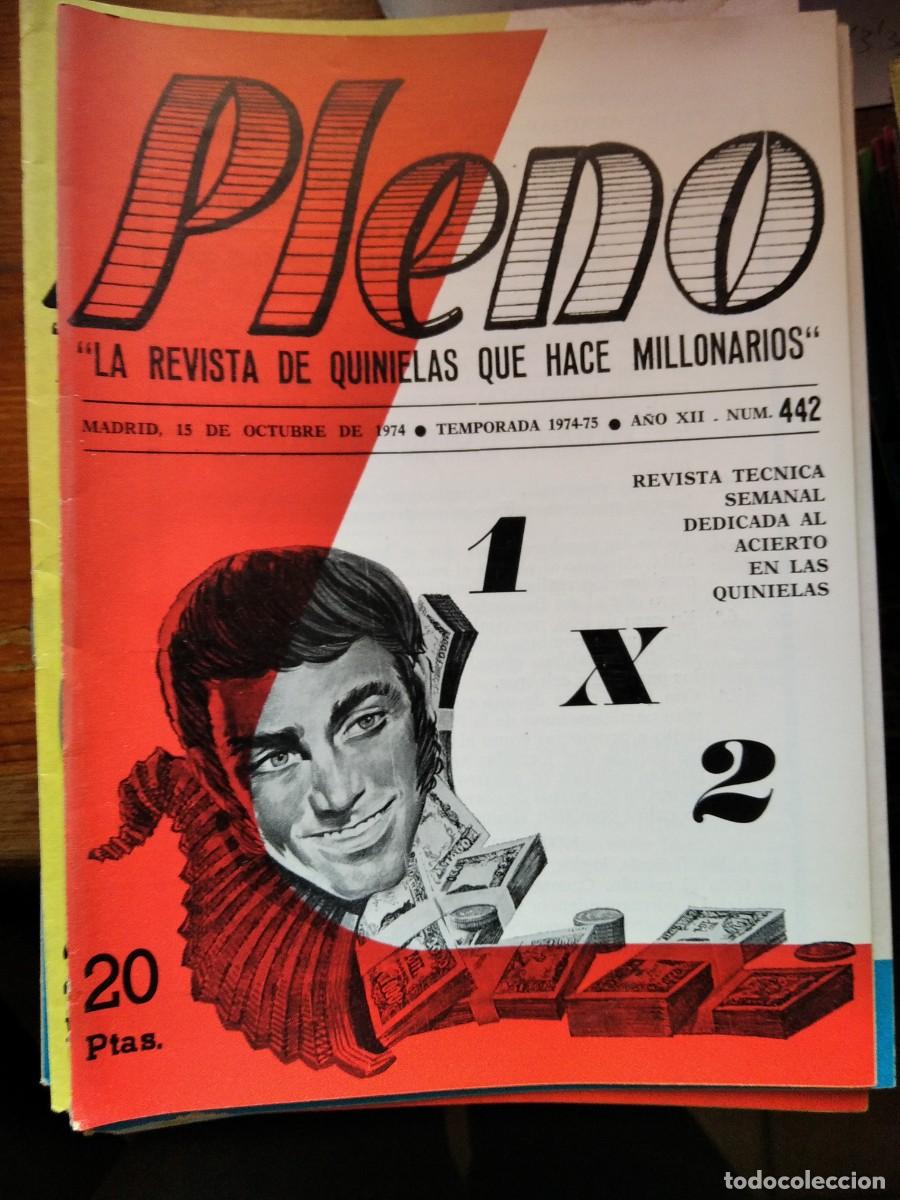 Pleno
"LA REVISTA DE QUINIELAS QUE HACE MILLONARIOS"
MADRID, 15 DE OCTUBRE DE 1974 ● TEMPORADA 1974-75 ● AÑO XII . NUM. 442
REVISTA TECNICA
SEMANAL
DEDICADA AL
ACIERTO
EN LAS
QUINIELAS
1
X
2
20
Ptas.
todocoleccion